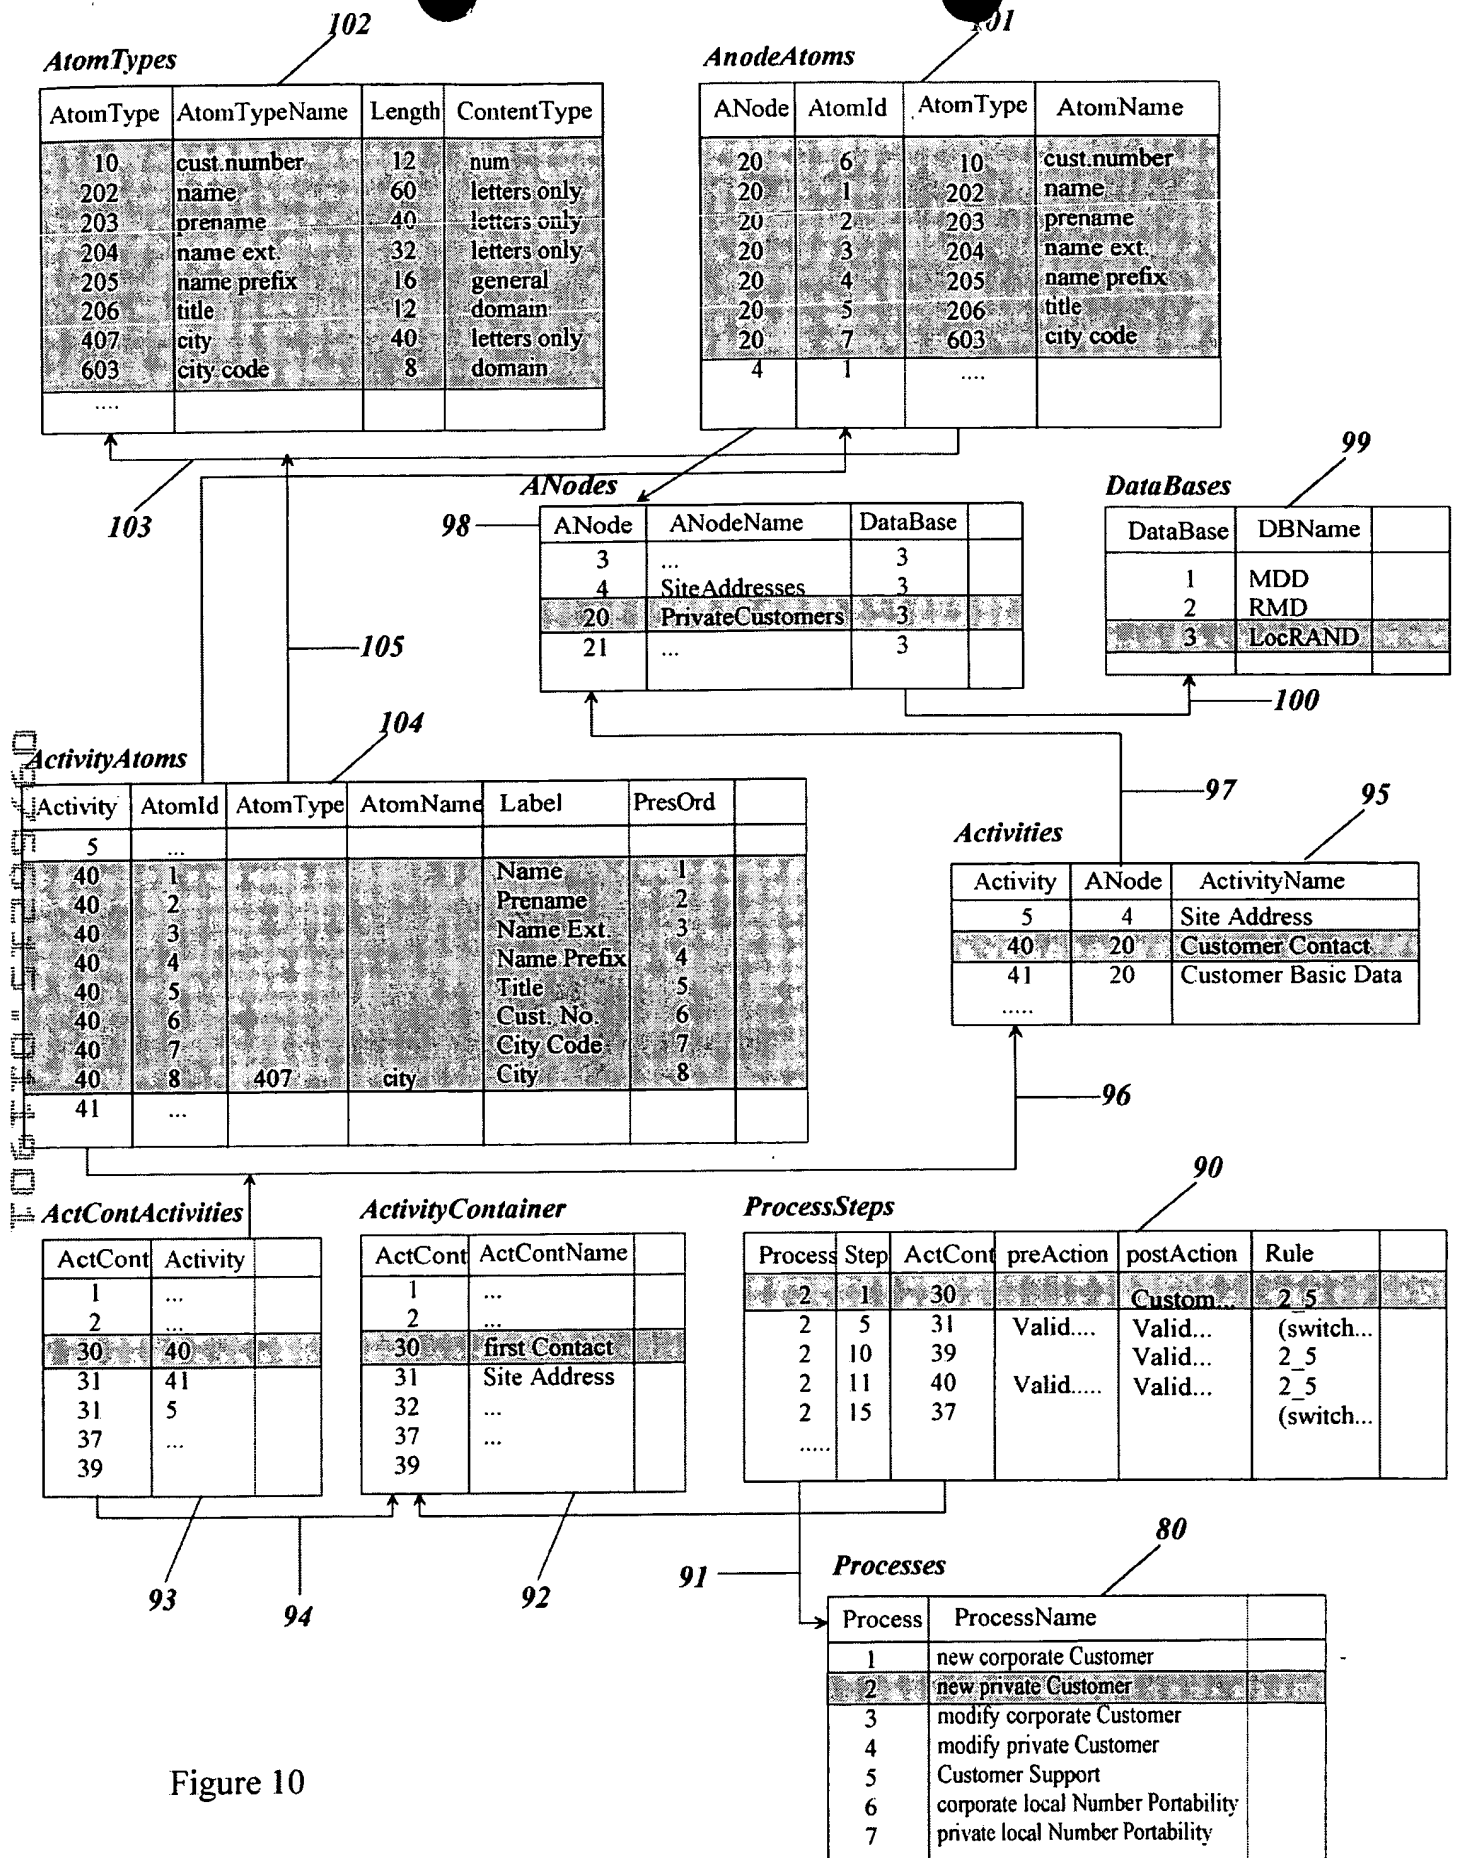 102
101
AtomTypes
AnodeAtoms
AtomType AtomTypeName Length ContentType
10 cust.number 12 num
202 name 60 letters only
203 prename 40 letters only
204 name ext. 32 letters only
205 name prefix 16 general
206 title 12 domain
407 city 40 letters only
603 city code 8 domain
....
ANode AtomId AtomType AtomName
20 6 10 cust.number
20 1 202 name
20 2 203 prename
20 3 204 name ext.
20 4 205 name prefix
20 5 206 title
20 7 603 city code
4 1 ....
103
98
ANodes
ANode ANodeName DataBase
3 ... 3
4 SiteAddresses 3
20 PrivateCustomers 3
21 ... 3
99
DataBases
DataBase DBName
1 MDD
2 RMD
3 LocRAND
100
105
104
97
ActivityAtoms
Activity AtomId AtomType AtomName Label PresOrd
5 ...
40 1 Name 1
40 2 Prename 2
40 3 Name Ext. 3
40 4 Name Prefix 4
40 5 Title 5
40 6 Cust. No. 6
40 7 City Code 7
40 8 407 city City 8
41 ...
95
Activities
Activity ANode ActivityName
5 4 Site Address
40 20 Customer Contact
41 20 Customer Basic Data
.....
96
90
ActContActivities
ActCont Activity
1 ...
2 ...
30 40
31 41
31 5
37 ...
39
ActivityContainer
ActCont ActContName
1 ...
2 ...
30 first Contact
31 Site Address
32 ...
37 ...
39
ProcessSteps
Process Step ActCont preAction postAction Rule
2 1 30 Custom... 2_5
2 5 31 Valid.... Valid... (switch...
2 10 39 Valid... 2_5
2 11 40 Valid..... Valid... 2_5
2 15 37 (switch...
.....
93
94
92
91
80
Processes
Process ProcessName
1 new corporate Customer
2 new private Customer
3 modify corporate Customer
4 modify private Customer
5 Customer Support
6 corporate local Number Portability
7 private local Number Portability
Figure 10